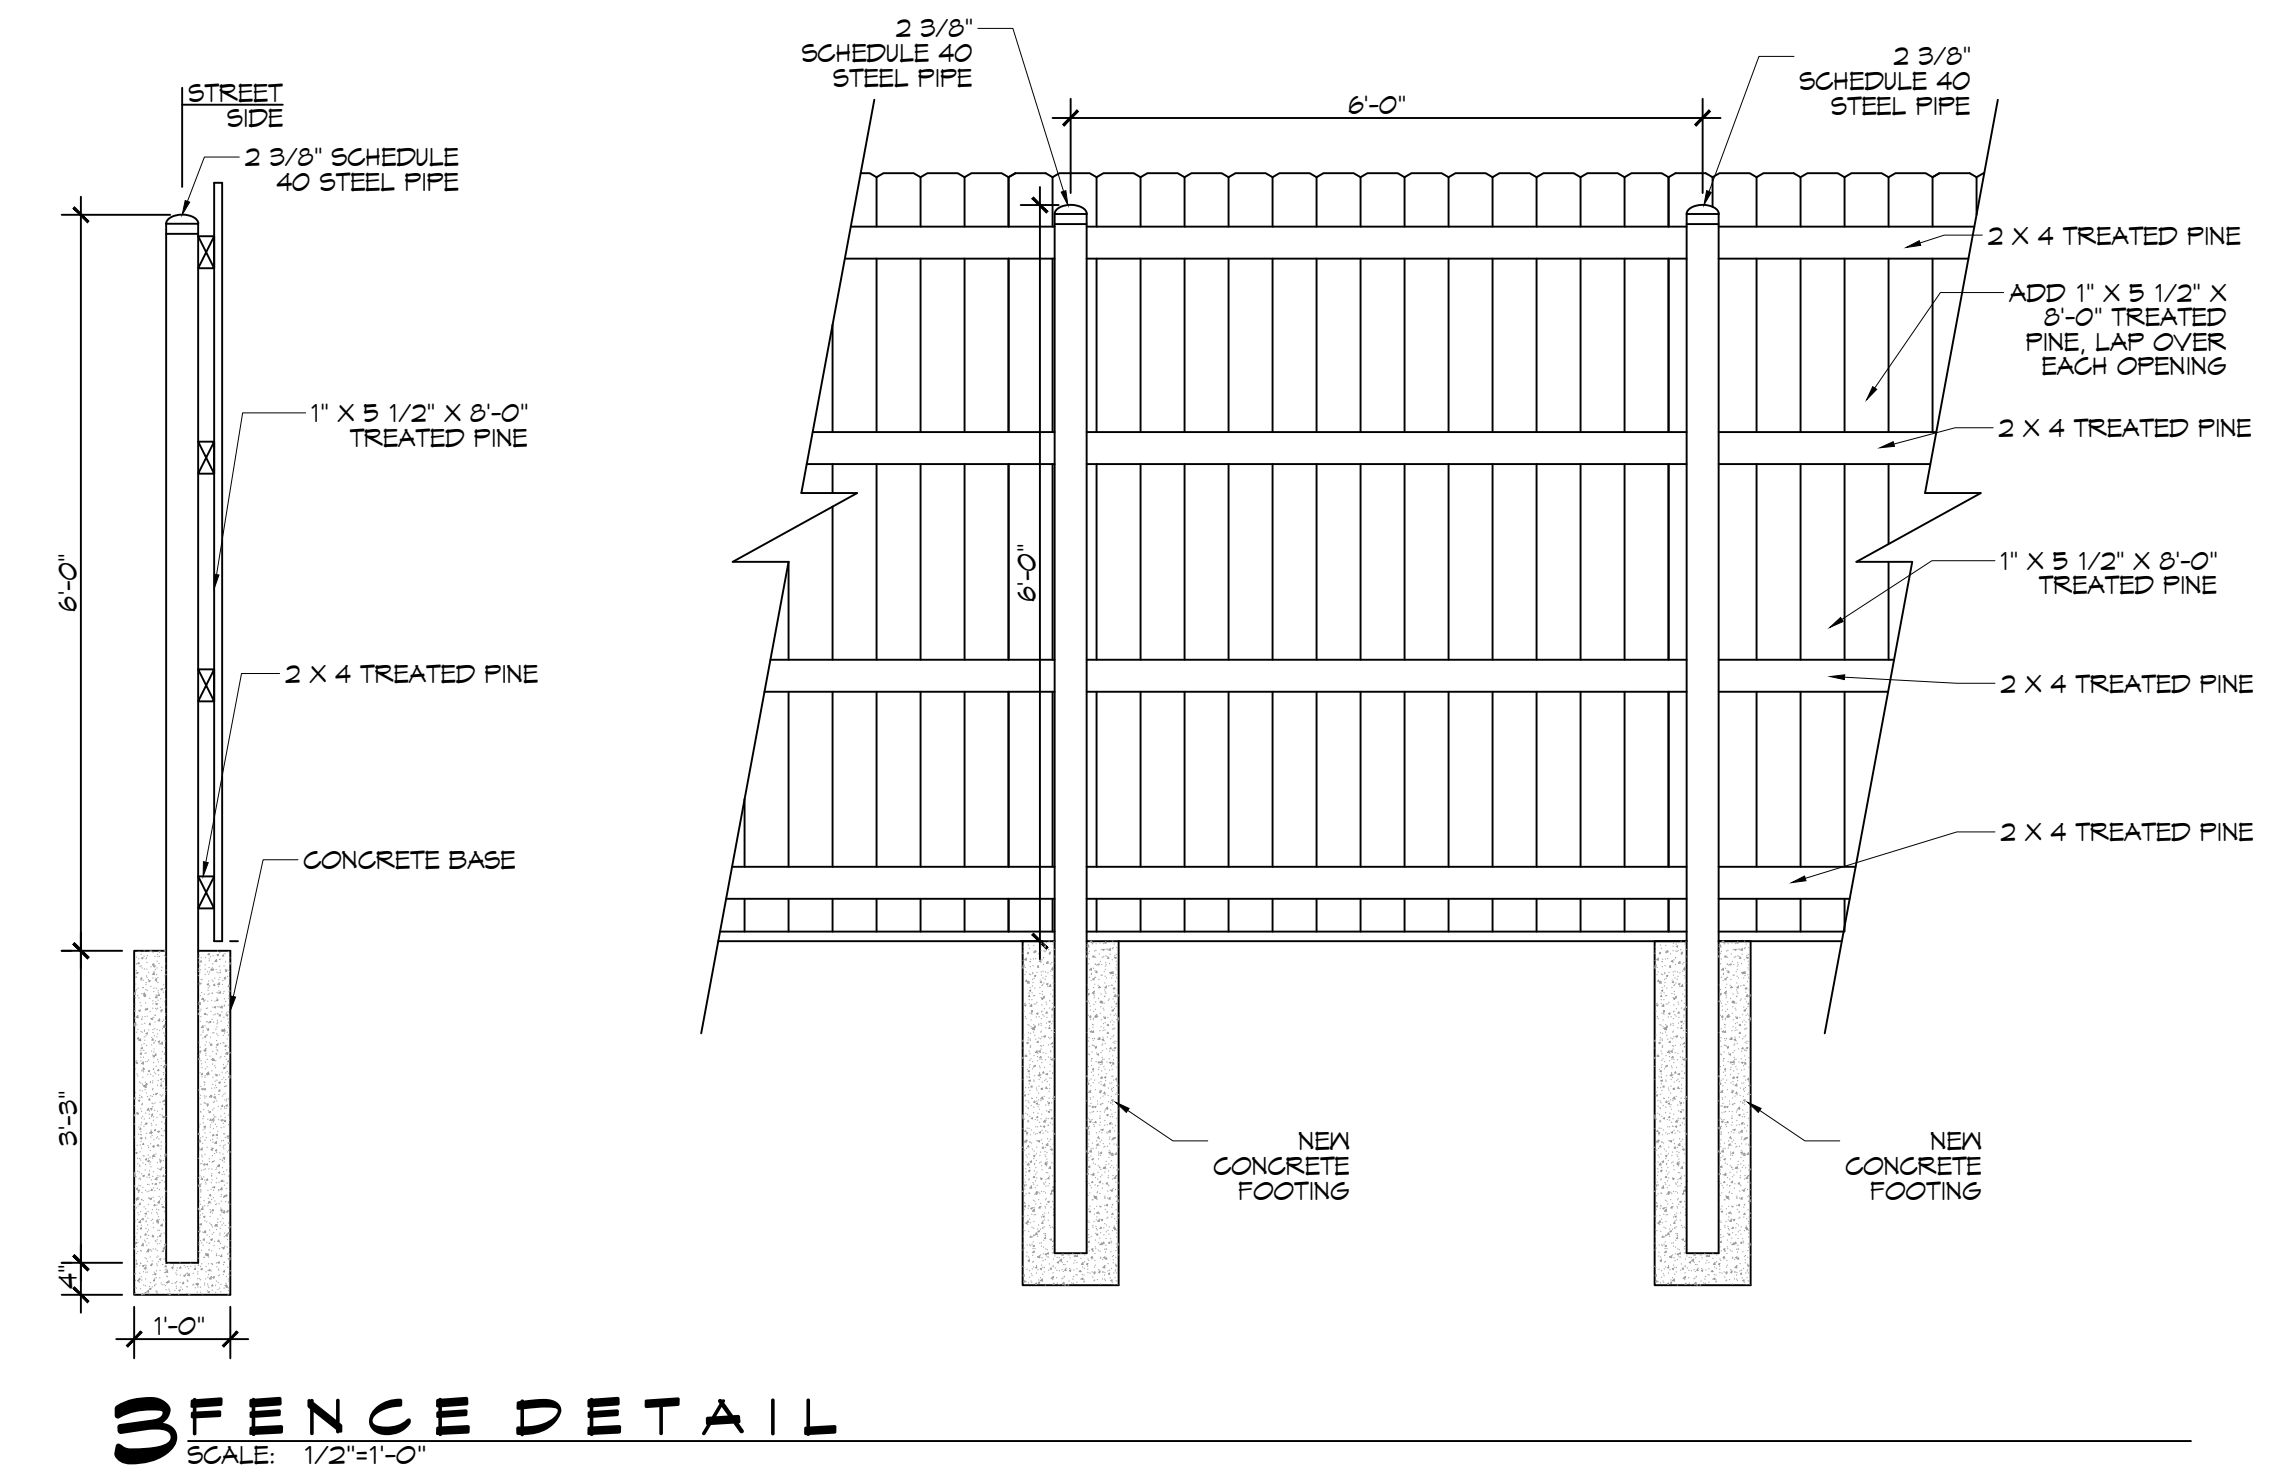 STREET
SIDE
2 3/8" SCHEDULE
40 STEEL PIPE
6'-0"
1" X 5 1/2" X 8'-0"
TREATED PINE
2 X 4 TREATED PINE
CONCRETE BASE
3'-3"
4"
1'-0"
2 3/8"
SCHEDULE 40
STEEL PIPE
6'-0"
2 3/8"
SCHEDULE 40
STEEL PIPE
2 X 4 TREATED PINE
ADD 1" X 5 1/2" X
8'-0" TREATED
PINE, LAP OVER
EACH OPENING
2 X 4 TREATED PINE
6'-0"
1" X 5 1/2" X 8'-0"
TREATED PINE
2 X 4 TREATED PINE
2 X 4 TREATED PINE
NEW
CONCRETE
FOOTING
NEW
CONCRETE
FOOTING
3 FENCE DETAIL
SCALE: 1/2"=1'-0"